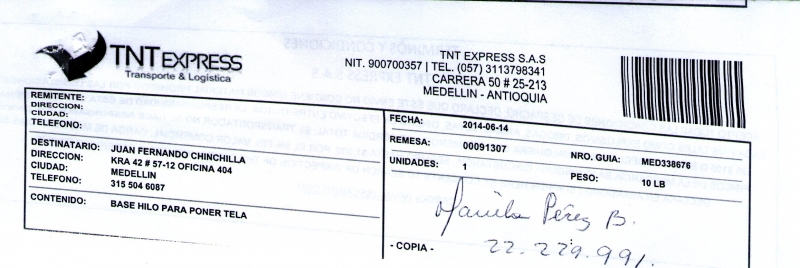 TNT EXPRESS
Transporte & Logística
TNT EXPRESS S.A.S
NIT. 900700357 | TEL. (057) 3113798341
CARRERA 50 # 25-213
MEDELLIN - ANTIOQUIA
REMITENTE:
DIRECCION:
CIUDAD:
TELEFONO:
DESTINATARIO: JUAN FERNANDO CHINCHILLA
DIRECCION: KRA 42 # 57-12 OFICINA 404
CIUDAD: MEDELLIN
TELEFONO: 315 504 6087
CONTENIDO: BASE HILO PARA PONER TELA
FECHA: 2014-06-14
REMESA: 00091307 NRO. GUIA: MED338676
UNIDADES: 1 PESO: 10 LB
Pérez B.
- COPIA - 22.229.991